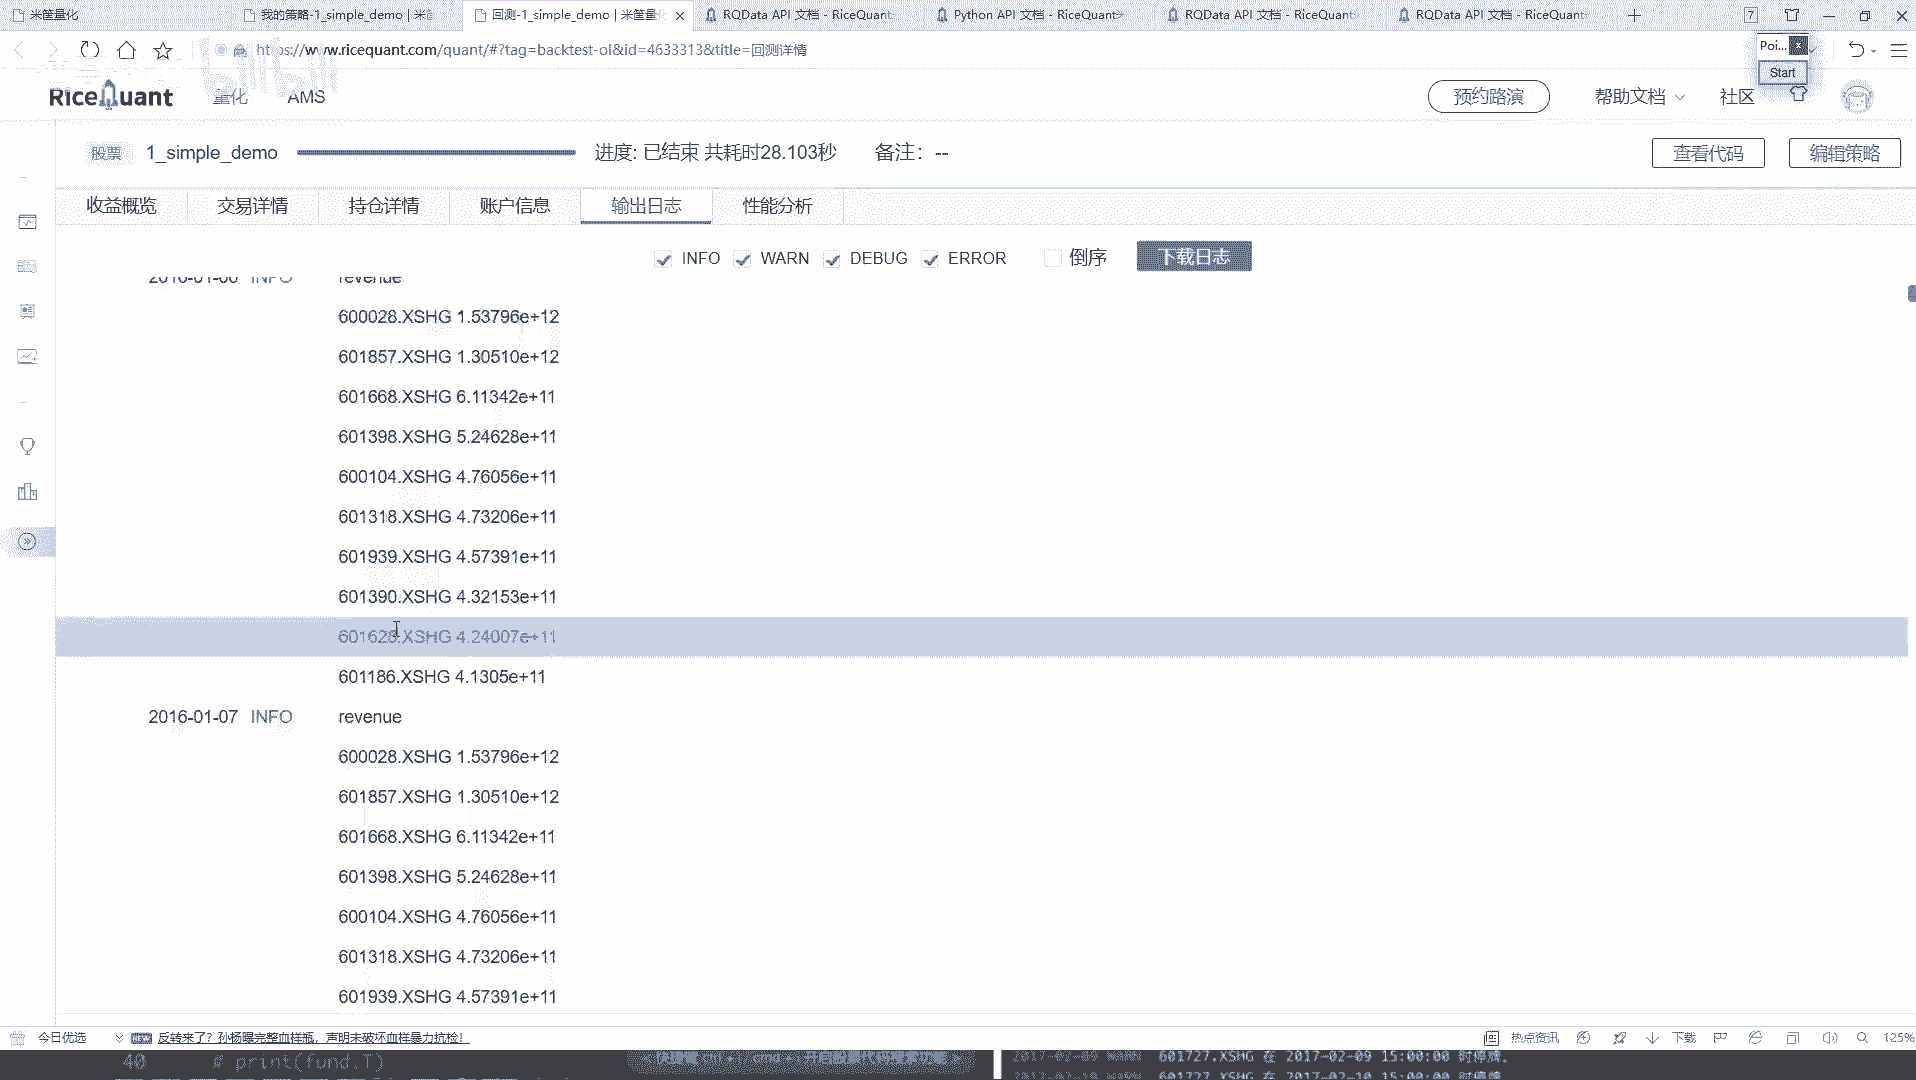 米筐量化
我的策略-1_simple_demo | 米筐
回测-1_simple_demo | 米筐量化
RQData API 文档 - RiceQuant
Python API 文档 - RiceQuant米
RQData API 文档 - RiceQuant
RQData API 文档 - RiceQuant
7
https://www.ricequant.com/quant/#?tag=backtest-ol&id=4633313&title=回测详情
Poi...
Start
bilibili
RiceQuant
量化
AMS
预约路演
帮助文档
社区
股票
1_simple_demo
进度: 已结束 共耗时28.103秒
备注：--
查看代码
编辑策略
收益概览
交易详情
持仓详情
账户信息
输出日志
性能分析
INFO
WARN
DEBUG
ERROR
倒序
下载日志
2016-01-06 INFO revenue
600028.XSHG 1.53796e+12
601857.XSHG 1.30510e+12
601668.XSHG 6.11342e+11
601398.XSHG 5.24628e+11
600104.XSHG 4.76056e+11
601318.XSHG 4.73206e+11
601939.XSHG 4.57391e+11
601390.XSHG 4.32153e+11
601628.XSHG 4.24007e+11
601186.XSHG 4.1305e+11
2016-01-07 INFO revenue
600028.XSHG 1.53796e+12
601857.XSHG 1.30510e+12
601668.XSHG 6.11342e+11
601398.XSHG 5.24628e+11
600104.XSHG 4.76056e+11
601318.XSHG 4.73206e+11
601939.XSHG 4.57391e+11
今日优选
NEW
反转来了？孙杨曝完整血样瓶，声明未破坏血样暴力抗检！
热点资讯
下载
125%
40 # print(fund.T)
2017-02-09 WARN 601727.XSHG 在 2017-02-09 15:00:00 时停牌。
2017-02-10 WARN 601727.XSHG 在 2017-02-10 15:00:00 时停牌。